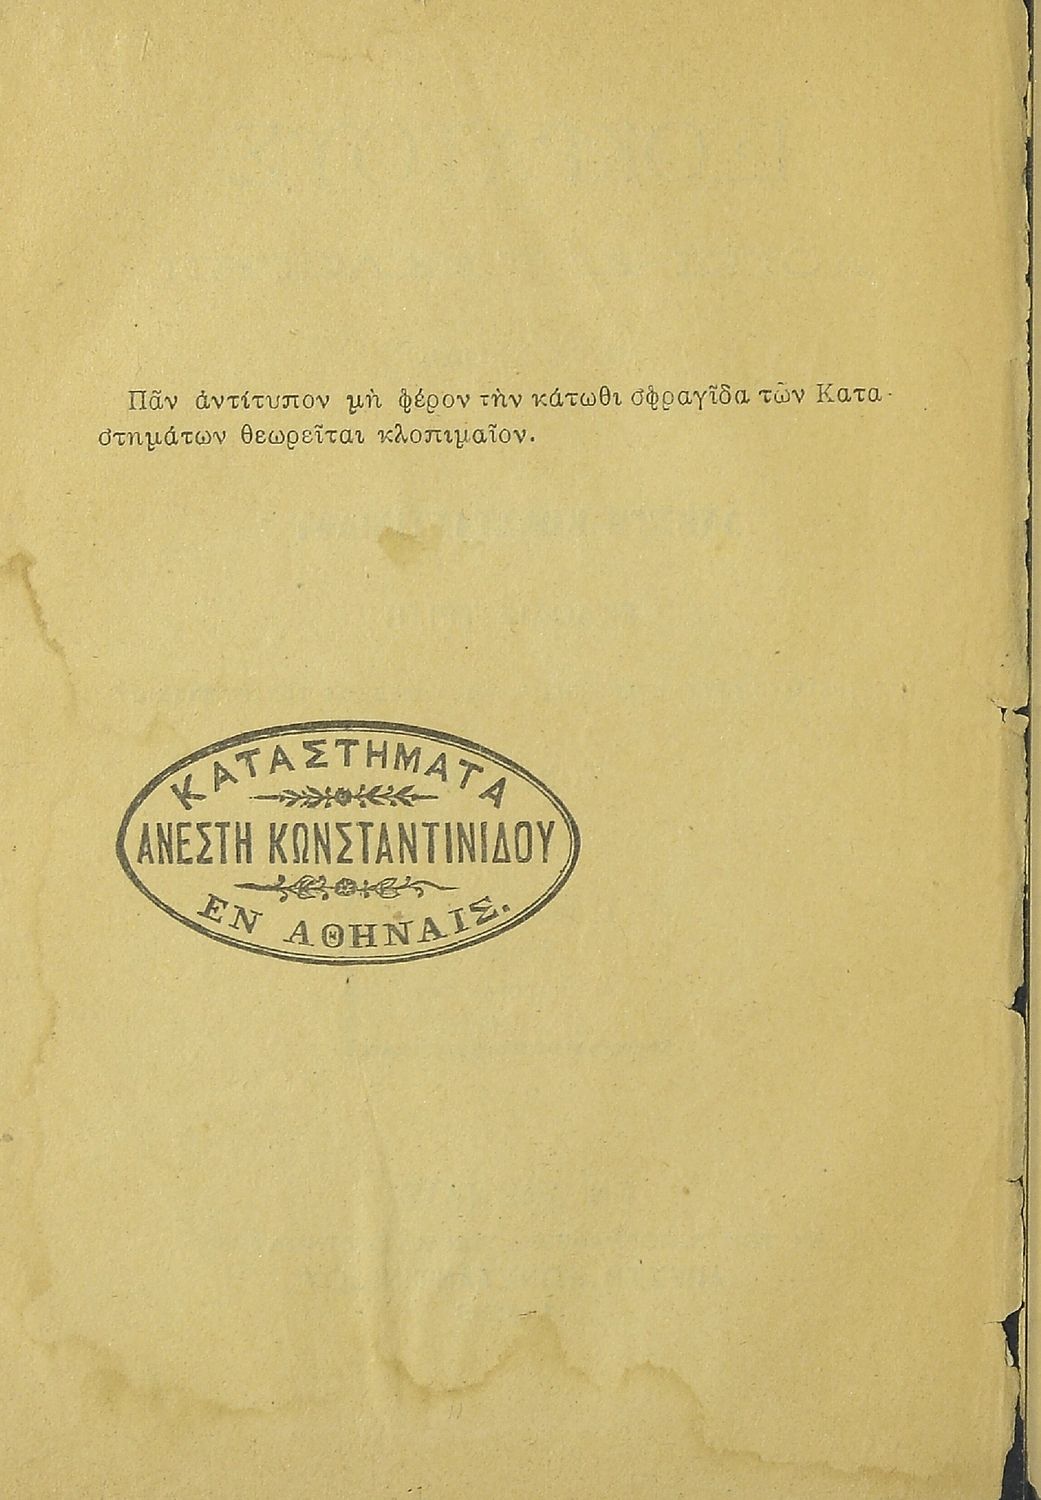 Πᾶν ἀντίτυπον μὴ φέρον τὴν κάτωθι σφραγῖδα τῶν Κατα-
στημάτων θεωρεῖται κλοπιμαῖον.
ΚΑΤΑΣΤΗΜΑΤΑ
ΑΝΕΣΤΗ ΚΩΝΣΤΑΝΤΙΝΙΔΟΥ
ΕΝ ΑΘΗΝΑΙΣ.